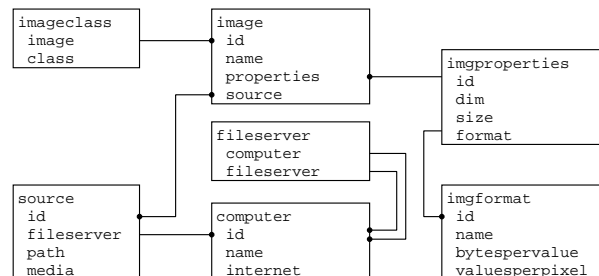 imageclass
image
class
image
id
name
properties
source
imgproperties
id
dim
size
format
fileserver
computer
fileserver
source
id
fileserver
path
media
computer
id
name
internet
imgformat
id
name
bytespervalue
valuesperpixel